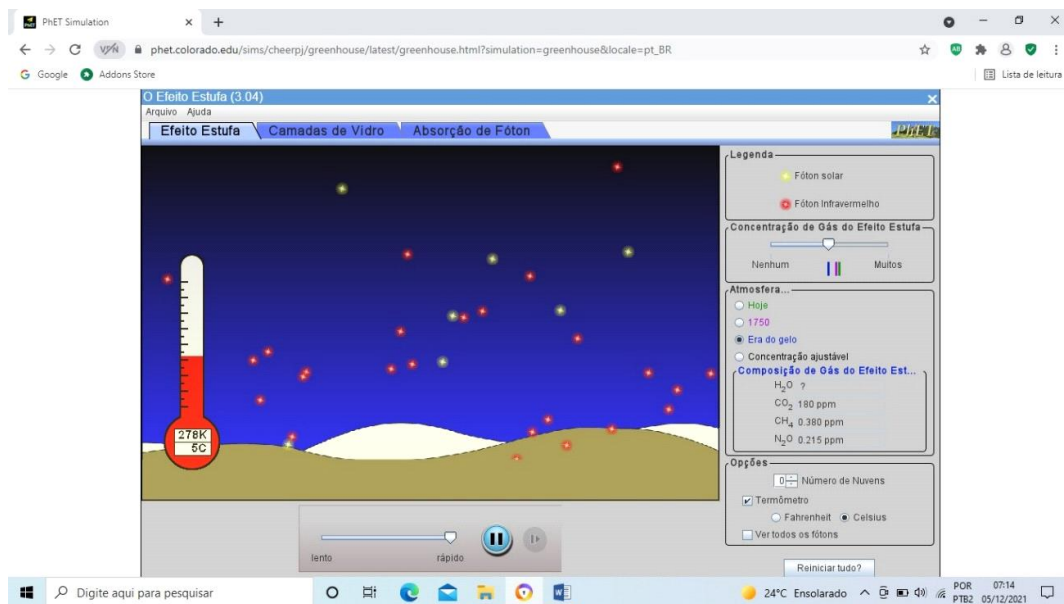 PhET Simulation
VPN phet.colorado.edu/sims/cheerpj/greenhouse/latest/greenhouse.html?simulation=greenhouse&locale=pt_BR
Google Addons Store Lista de leitura
O Efeito Estufa (3.04)
Arquivo Ajuda
Efeito Estufa Camadas de Vidro Absorção de Fóton
PhET
Legenda
Fóton solar
Fóton Infravermelho
Concentração de Gás do Efeito Estufa
Nenhum Muitos
Atmosfera...
Hoje
1750
Era do gelo
Concentração ajustável
Composição de Gás do Efeito Est...
H2O ?
CO2 180 ppm
CH4 0.380 ppm
N2O 0.215 ppm
278K
5C
Opções
0 Número de Nuvens
Termômetro
Fahrenheit Celsius
Ver todos os fótons
lento rápido
Reiniciar tudo?
Digite aqui para pesquisar
24°C Ensolarado
POR
PTB2
07:14
05/12/2021